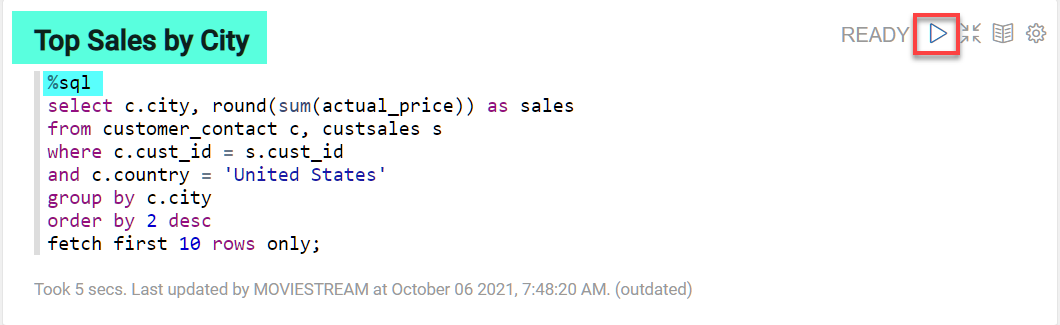 Top Sales by City
READY
%sql
select c.city, round(sum(actual_price)) as sales
from customer_contact c, custsales s
where c.cust_id = s.cust_id
and c.country = 'United States'
group by c.city
order by 2 desc
fetch first 10 rows only;
Took 5 secs. Last updated by MOVIESTREAM at October 06 2021, 7:48:20 AM. (outdated)